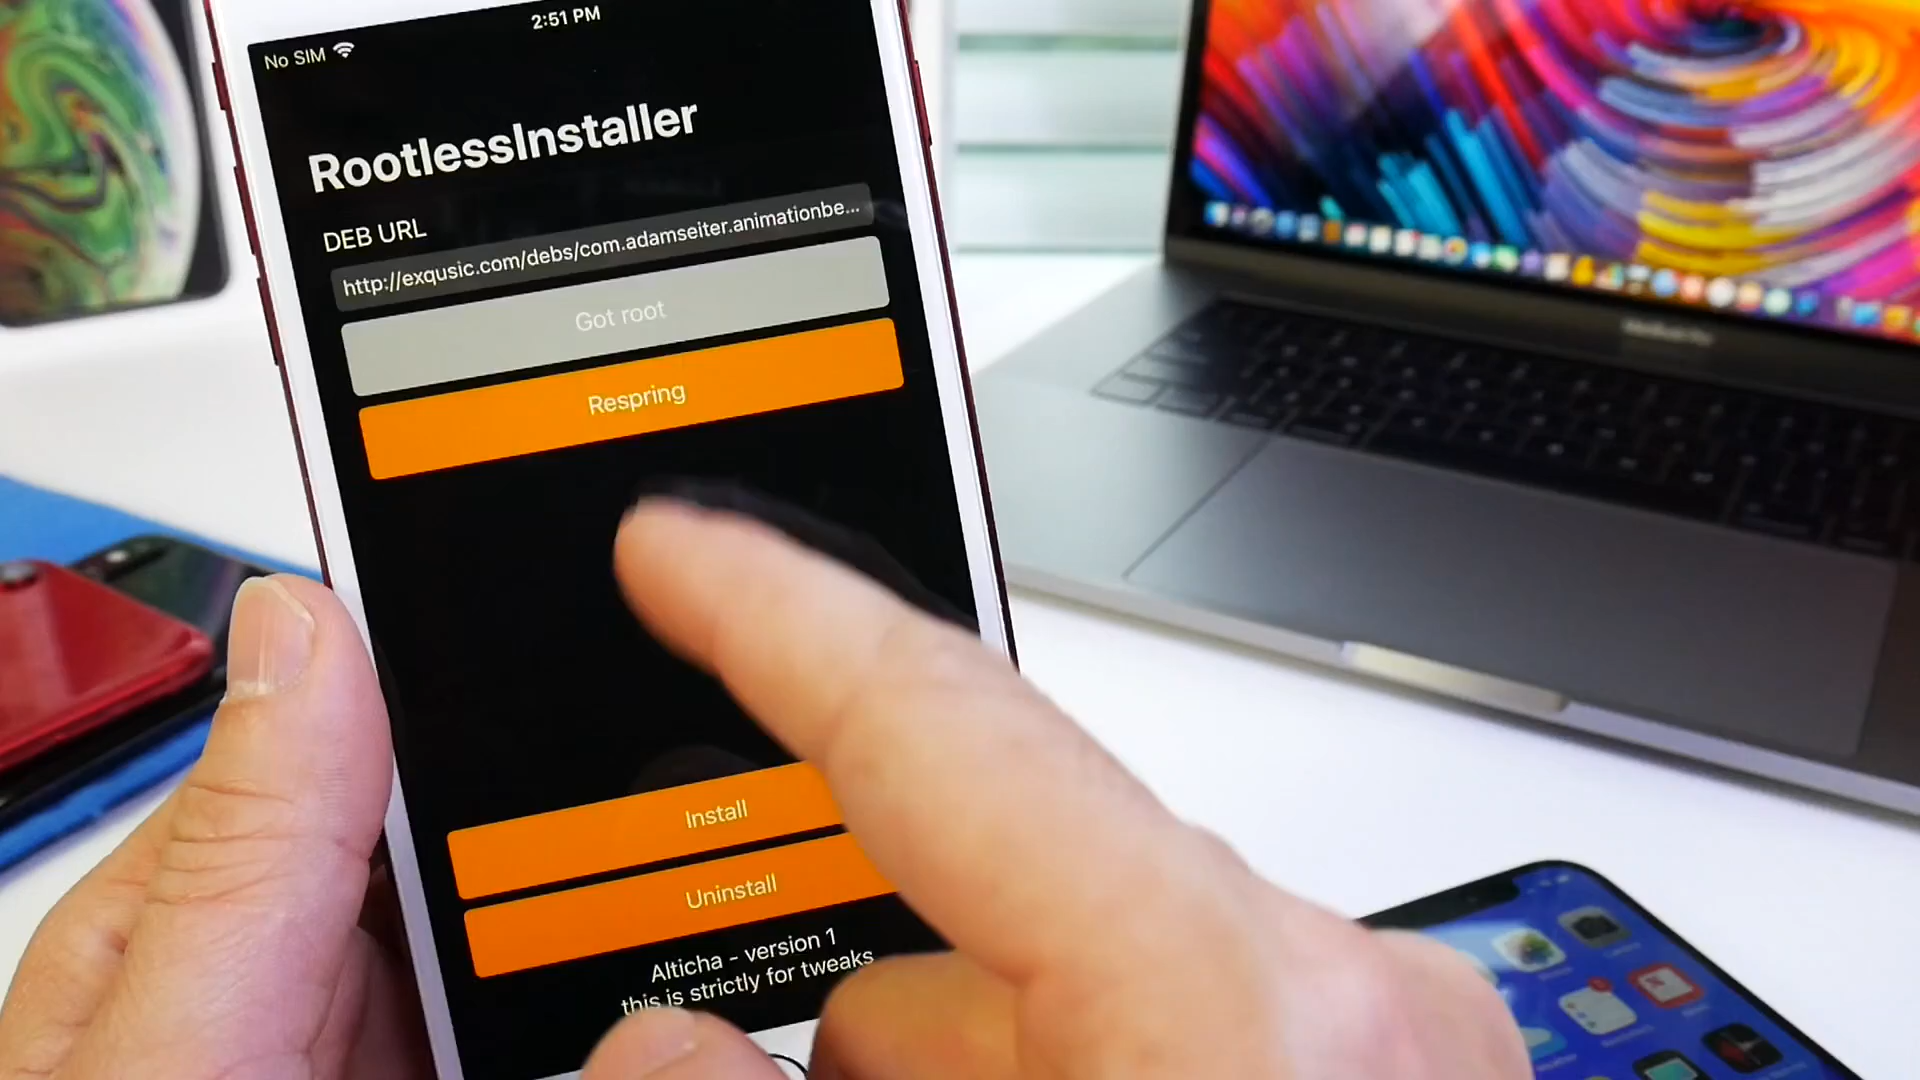 No SIM
2:51 PM
RootlessInstaller
DEB URL
http://exqusic.com/debs/com.adamseiter.animationbe...
Got root
Respring
Install
Uninstall
Alticha - version 1
this is strictly for tweaks